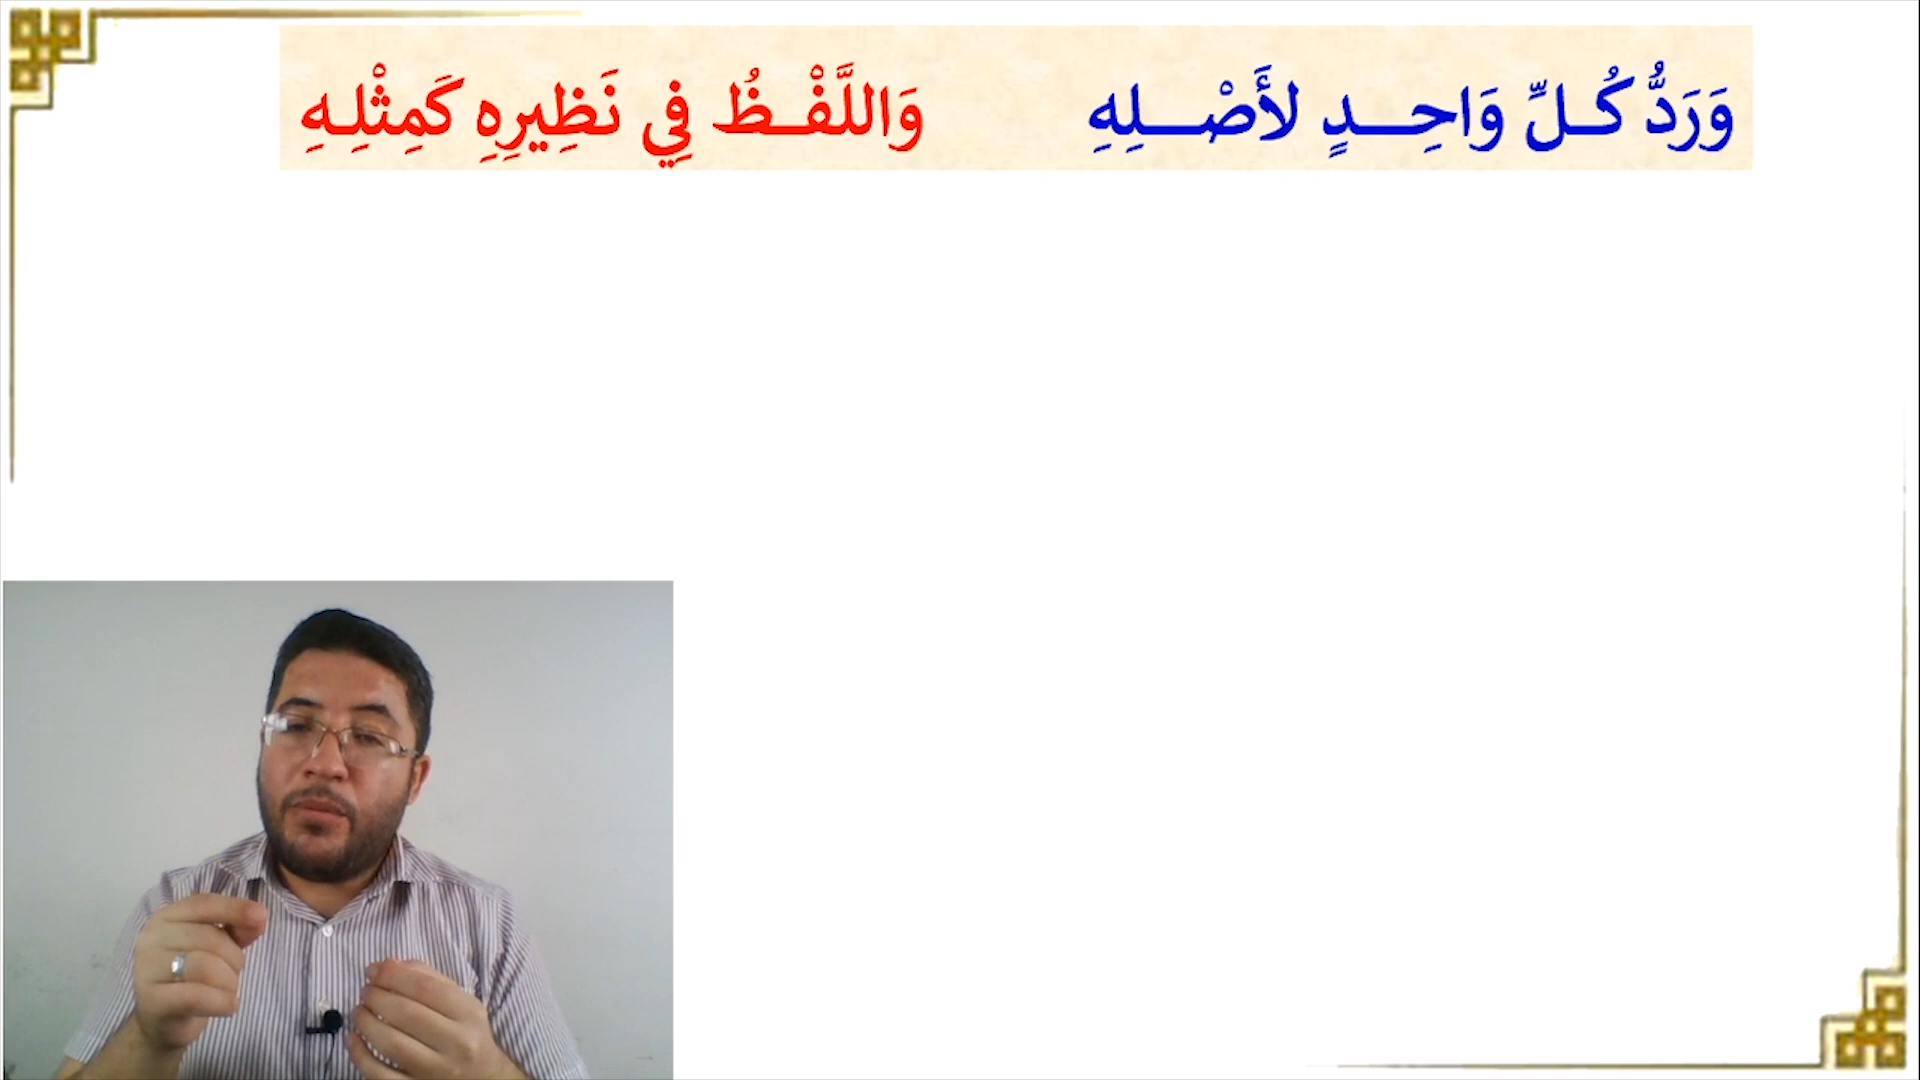 وَرَدُّ كُلِّ وَاحِدٍ لأَصْلِهِ وَاللَّفْظُ فِي نَظِيرِهِ كَمِثْلِهِ